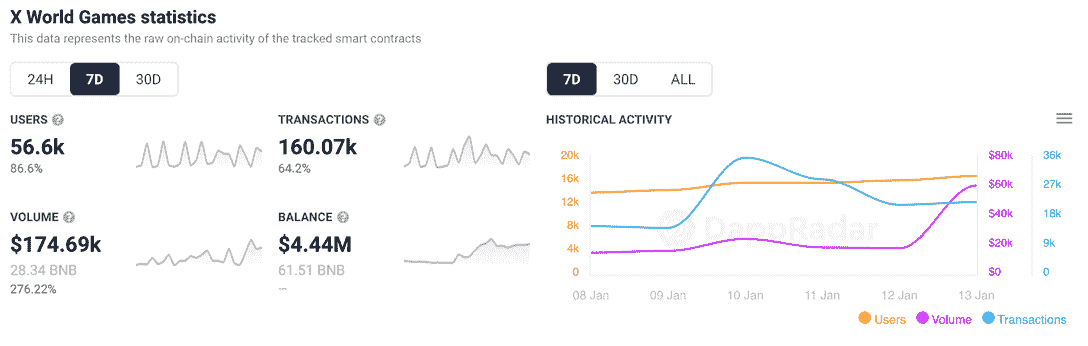 X World Games statistics
This data represents the raw on-chain activity of the tracked smart contracts
24H 7D 30D
USERS ?
56.6k
86.6%
TRANSACTIONS ?
160.07k
64.2%
VOLUME ?
$174.69k
28.34 BNB
276.22%
BALANCE ?
$4.44M
61.51 BNB
--
7D 30D ALL
HISTORICAL ACTIVITY
20k $80k 36k
16k $60k 27k
12k $40k 18k
8k $20k 9k
4k $0 0
0
DappRadar
08 Jan 09 Jan 10 Jan 11 Jan 12 Jan 13 Jan
Users Volume Transactions